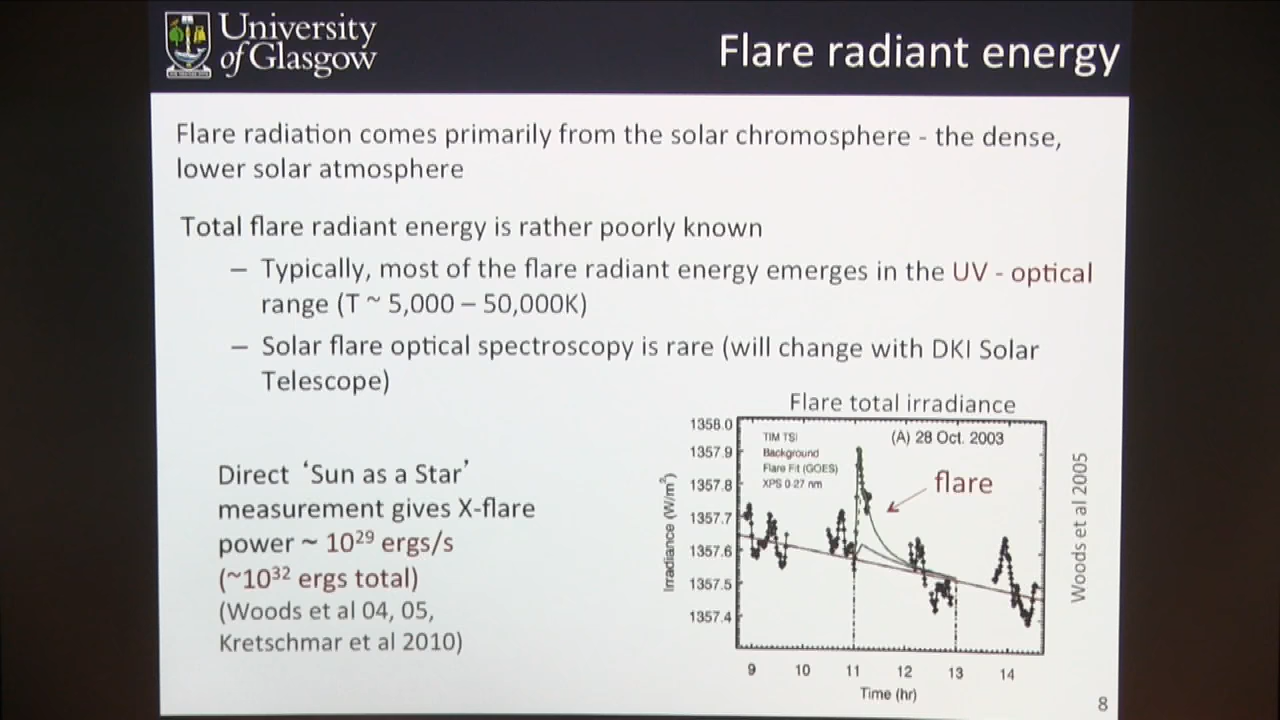 University
of Glasgow
Flare radiant energy
Flare radiation comes primarily from the solar chromosphere - the dense,
lower solar atmosphere
Total flare radiant energy is rather poorly known
– Typically, most of the flare radiant energy emerges in the UV - optical
range (T ~ 5,000 – 50,000K)
– Solar flare optical spectroscopy is rare (will change with DKI Solar
Telescope)
Direct ‘Sun as a Star’
measurement gives X-flare
power ~ 10²⁹ ergs/s
(~10³² ergs total)
(Woods et al 04, 05,
Kretschmar et al 2010)
Flare total irradiance
1358.0
1357.9
1357.8
1357.7
1357.6
1357.5
1357.4
Irradiance (W/m²)
TIM TSI
Background
Flare Fit (GOES)
XPS 0-27 nm
(A) 28 Oct. 2003
flare
9 10 11 12 13 14
Time (hr)
Woods et al 2005
8